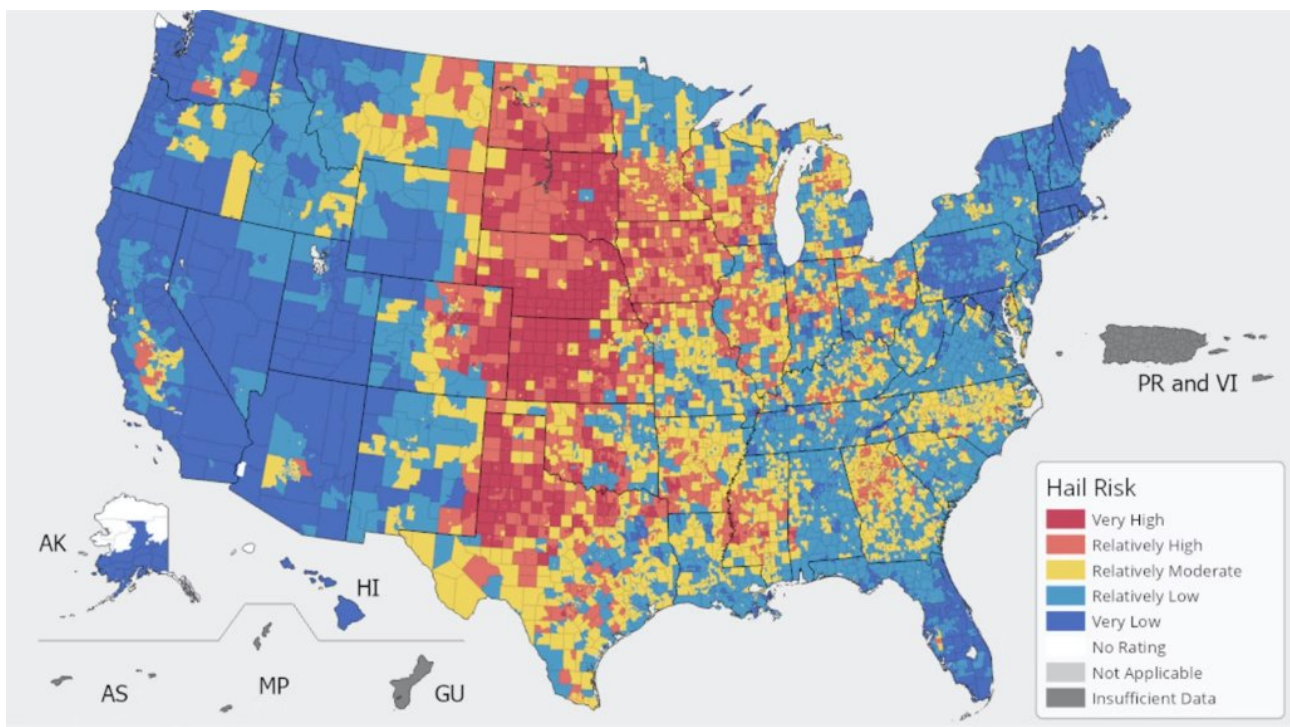 PR and VI
AK
HI
AS
MP
GU
Hail Risk
Very High
Relatively High
Relatively Moderate
Relatively Low
Very Low
No Rating
Not Applicable
Insufficient Data